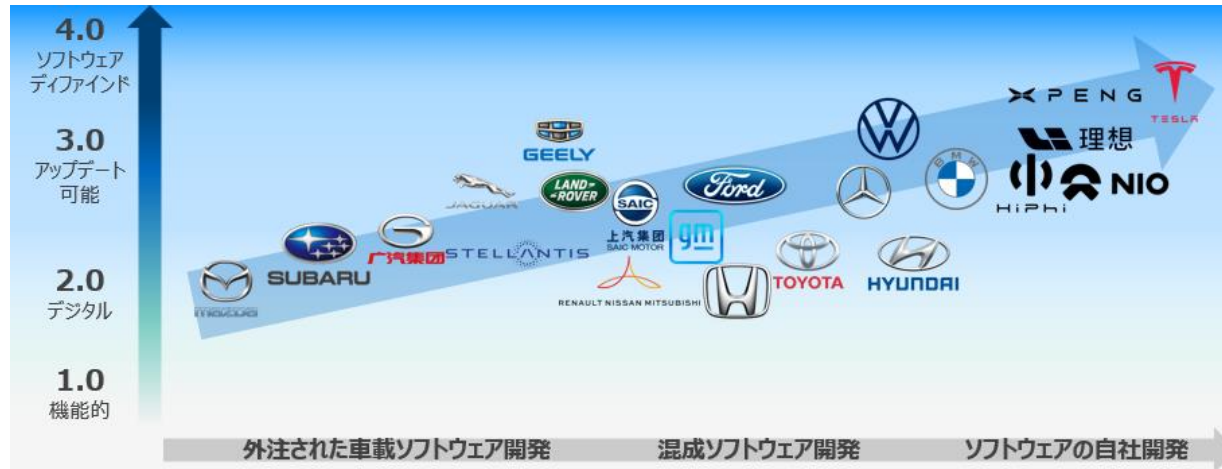 4.0
ソフトウェア
ディファインド
3.0
アップデート
可能
2.0
デジタル
1.0
機能的
XPENG
TESLA
理想
HiPhi
NIO
BMW
GEELY
JAGUAR
LAND-
-ROVER
SAIC
上汽集团
SAIC MOTOR
Ford
gm
SUBARU
广汽集团
STELLANTIS
RENAULT NISSAN MITSUBISHI
TOYOTA
HYUNDAI
mazda
外注された車載ソフトウェア開発
混成ソフトウェア開発
ソフトウェアの自社開発